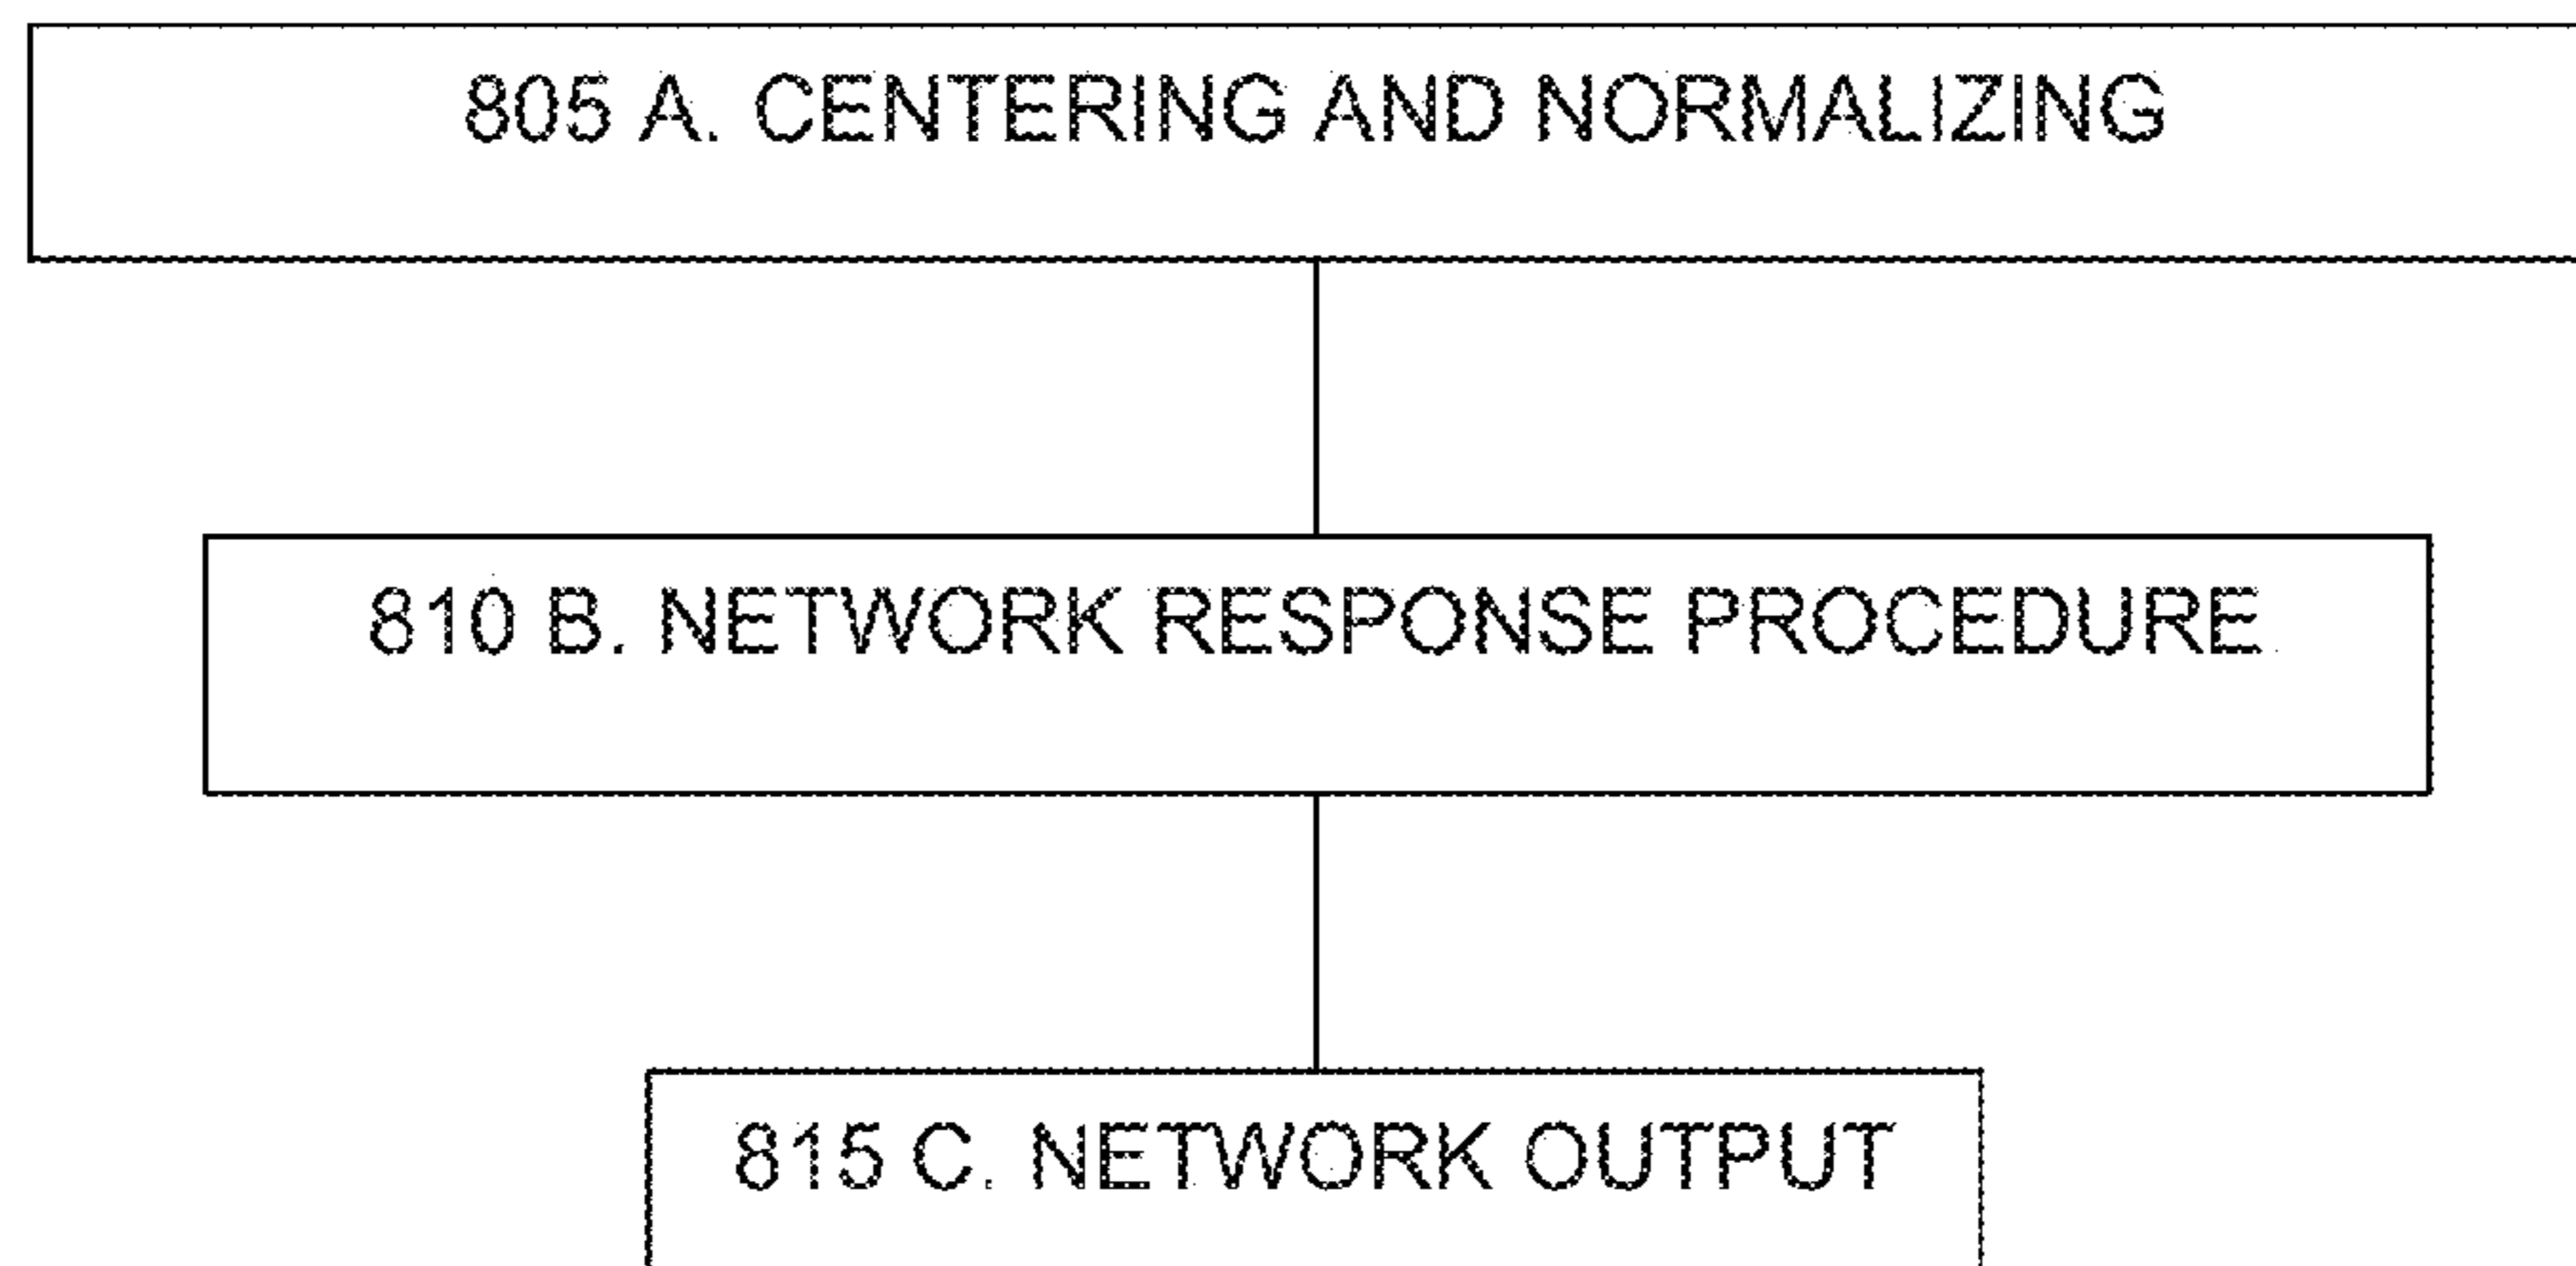 805 A. CENTERING AND NORMALIZING
810 B. NETWORK RESPONSE PROCEDURE
815 C. NETWORK OUTPUT